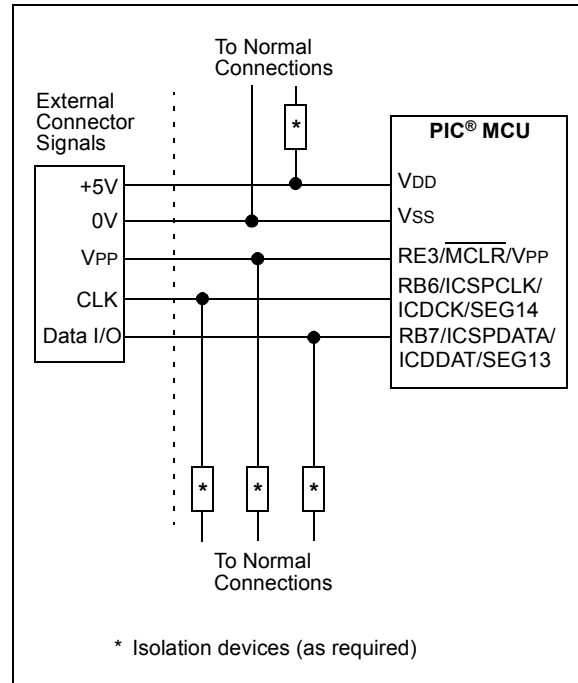 To Normal
Connections
External
Connector
Signals
*
PIC® MCU
+5V
VDD
0V
VSS
VPP
RE3/MCLR/VPP
CLK
RB6/ICSPCLK/
ICDCK/SEG14
Data I/O
RB7/ICSPDATA/
ICDDAT/SEG13
* * *
To Normal
Connections
* Isolation devices (as required)